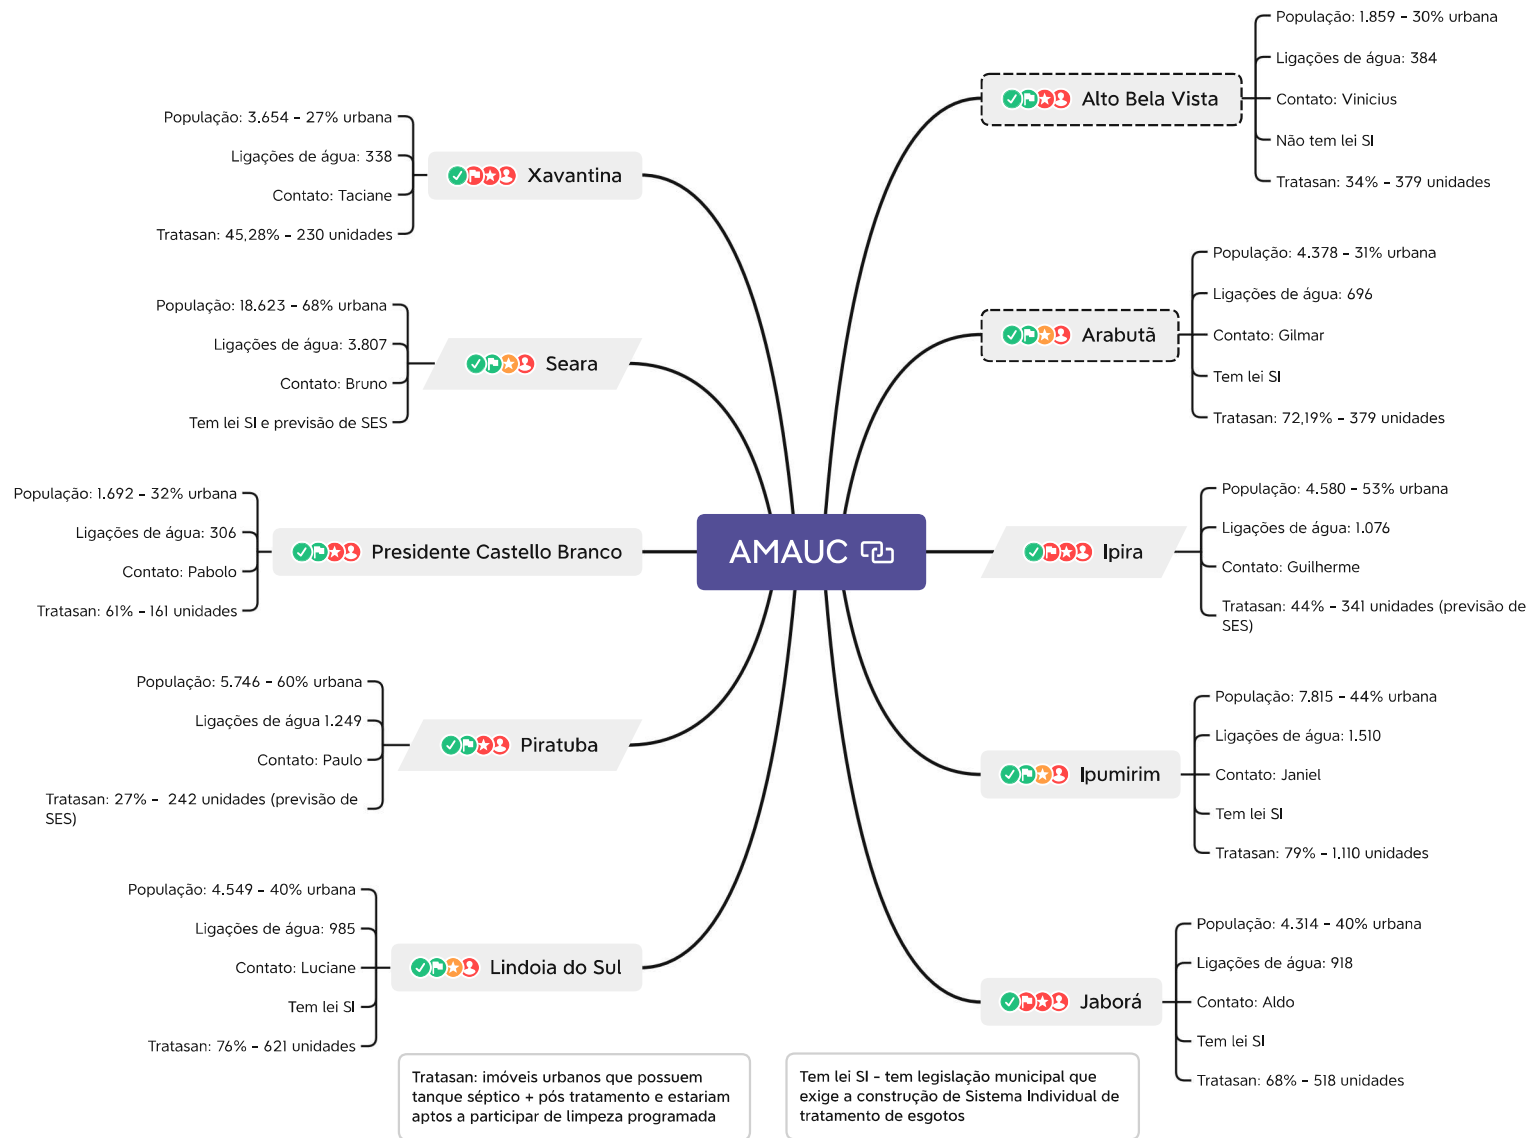 AMAUC
Alto Bela Vista
População: 1.859 - 30% urbana
Ligações de água: 384
Contato: Vinicius
Não tem lei SI
Tratasan: 34% - 379 unidades
Arabutã
População: 4.378 - 31% urbana
Ligações de água: 696
Contato: Gilmar
Tem lei SI
Tratasan: 72,19% - 379 unidades
Ipira
População: 4.580 - 53% urbana
Ligações de água: 1.076
Contato: Guilherme
Tratasan: 44% - 341 unidades (previsão de
SES)
Ipumirim
População: 7.815 - 44% urbana
Ligações de água: 1.510
Contato: Janiel
Tem lei SI
Tratasan: 79% - 1.110 unidades
Jaborá
População: 4.314 - 40% urbana
Ligações de água: 918
Contato: Aldo
Tem lei SI
Tratasan: 68% - 518 unidades
Xavantina
População: 3.654 - 27% urbana
Ligações de água: 338
Contato: Taciane
Tratasan: 45,28% - 230 unidades
Seara
População: 18.623 - 68% urbana
Ligações de água: 3.807
Contato: Bruno
Tem lei SI e previsão de SES
Presidente Castello Branco
População: 1.692 - 32% urbana
Ligações de água: 306
Contato: Pabolo
Tratasan: 61% - 161 unidades
Piratuba
População: 5.746 - 60% urbana
Ligações de água 1.249
Contato: Paulo
Tratasan: 27% - 242 unidades (previsão de
SES)
Lindoia do Sul
População: 4.549 - 40% urbana
Ligações de água: 985
Contato: Luciane
Tem lei SI
Tratasan: 76% - 621 unidades
Tratasan: imóveis urbanos que possuem
tanque séptico + pós tratamento e estariam
aptos a participar de limpeza programada
Tem lei SI - tem legislação municipal que
exige a construção de Sistema Individual de
tratamento de esgotos